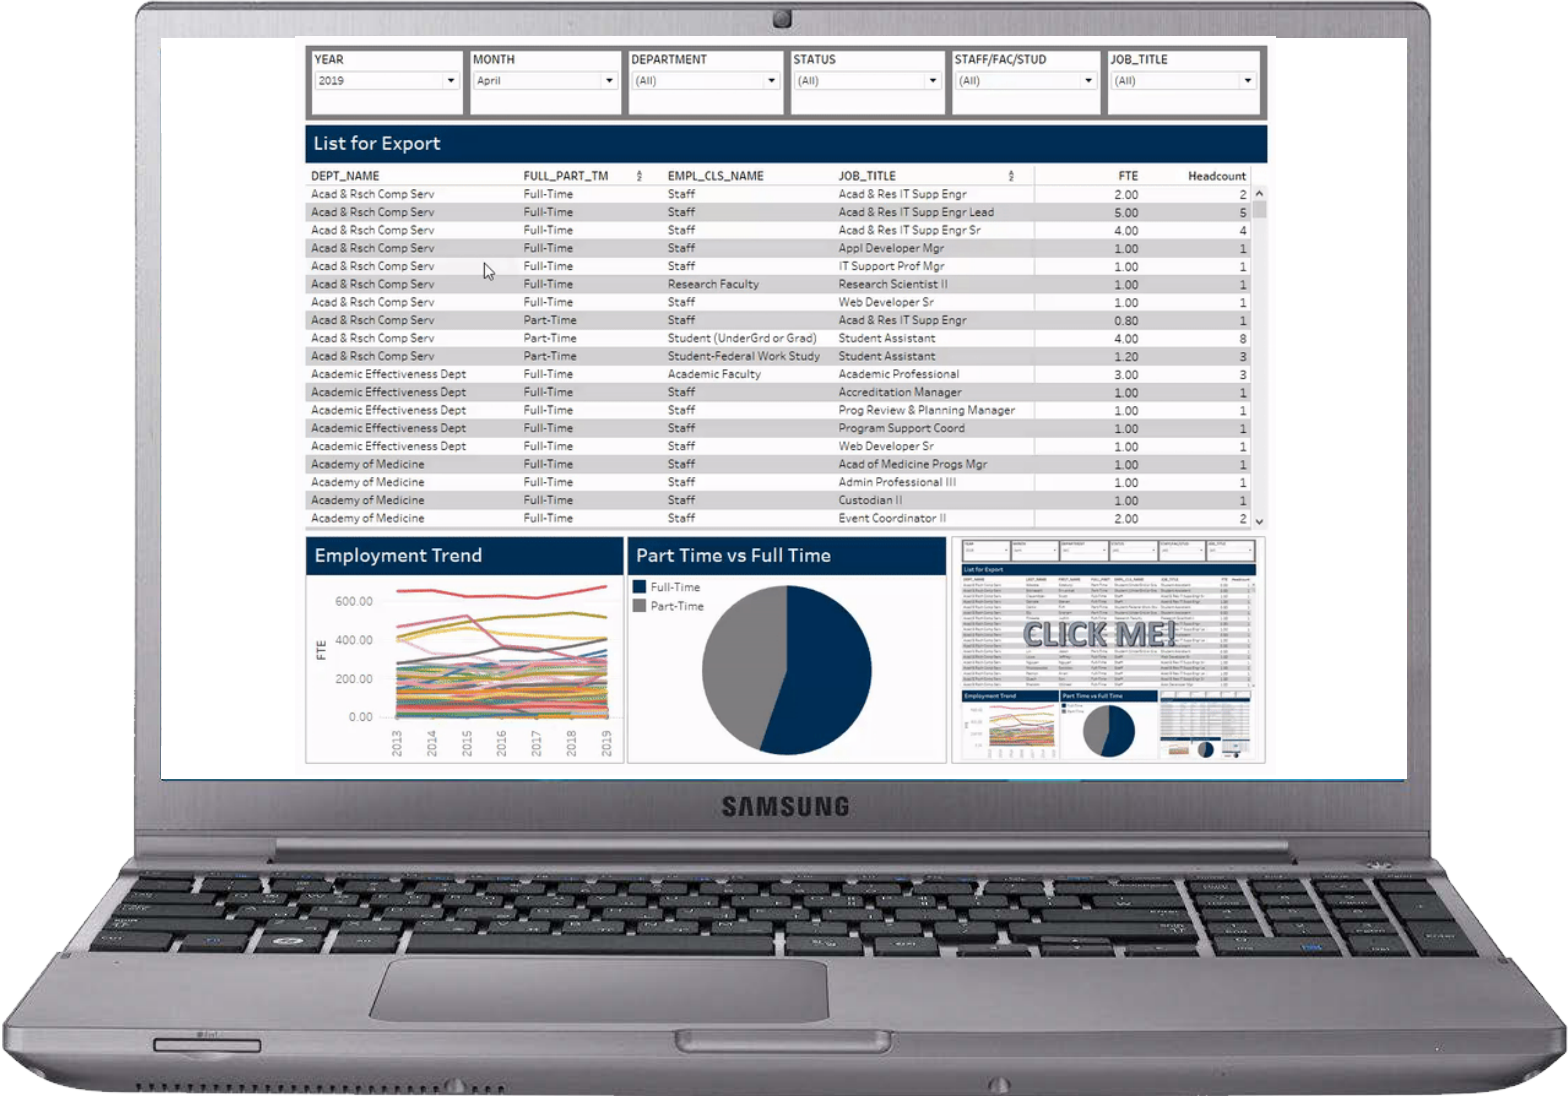 YEAR MONTH DEPARTMENT STATUS STAFF/FAC/STUD JOB_TITLE
2019 April (All) (All) (All) (All)
List for Export
DEPT_NAME FULL_PART_TM EMPL_CLS_NAME JOB_TITLE FTE Headcount
Acad & Rsch Comp Serv Full-Time Staff Acad & Res IT Supp Engr 2.00 2
Acad & Rsch Comp Serv Full-Time Staff Acad & Res IT Supp Engr Lead 5.00 5
Acad & Rsch Comp Serv Full-Time Staff Acad & Res IT Supp Engr Sr 4.00 4
Acad & Rsch Comp Serv Full-Time Staff Appl Developer Mgr 1.00 1
Acad & Rsch Comp Serv Full-Time Staff IT Support Prof Mgr 1.00 1
Acad & Rsch Comp Serv Full-Time Research Faculty Research Scientist II 1.00 1
Acad & Rsch Comp Serv Full-Time Staff Web Developer Sr 1.00 1
Acad & Rsch Comp Serv Part-Time Staff Acad & Res IT Supp Engr 0.80 1
Acad & Rsch Comp Serv Part-Time Student (UnderGrd or Grad) Student Assistant 4.00 8
Acad & Rsch Comp Serv Part-Time Student-Federal Work Study Student Assistant 1.20 3
Academic Effectiveness Dept Full-Time Academic Faculty Academic Professional 3.00 3
Academic Effectiveness Dept Full-Time Staff Accreditation Manager 1.00 1
Academic Effectiveness Dept Full-Time Staff Prog Review & Planning Manager 1.00 1
Academic Effectiveness Dept Full-Time Staff Program Support Coord 1.00 1
Academic Effectiveness Dept Full-Time Staff Web Developer Sr 1.00 1
Academy of Medicine Full-Time Staff Acad of Medicine Progs Mgr 1.00 1
Academy of Medicine Full-Time Staff Admin Professional III 1.00 1
Academy of Medicine Full-Time Staff Custodian II 1.00 1
Academy of Medicine Full-Time Staff Event Coordinator II 2.00 2
Employment Trend
600.00
400.00
200.00
0.00
FTE
2013 2014 2015 2016 2017 2018 2019
Part Time vs Full Time
Full-Time
Part-Time
List for Export
CLICK ME!
Employment Trend Part Time vs Full Time
SAMSUNG